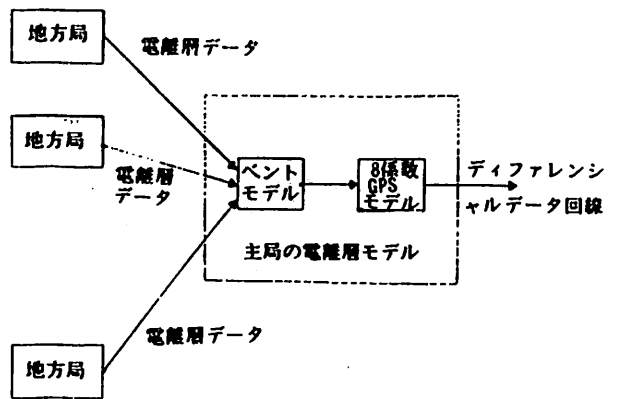 地方局
電離層データ
地方局
電離層
データ
ベント
モデル
8係数
GPS
モデル
ディファレンシ
ャルデータ回線
主局の電離層モデル
電離層データ
地方局